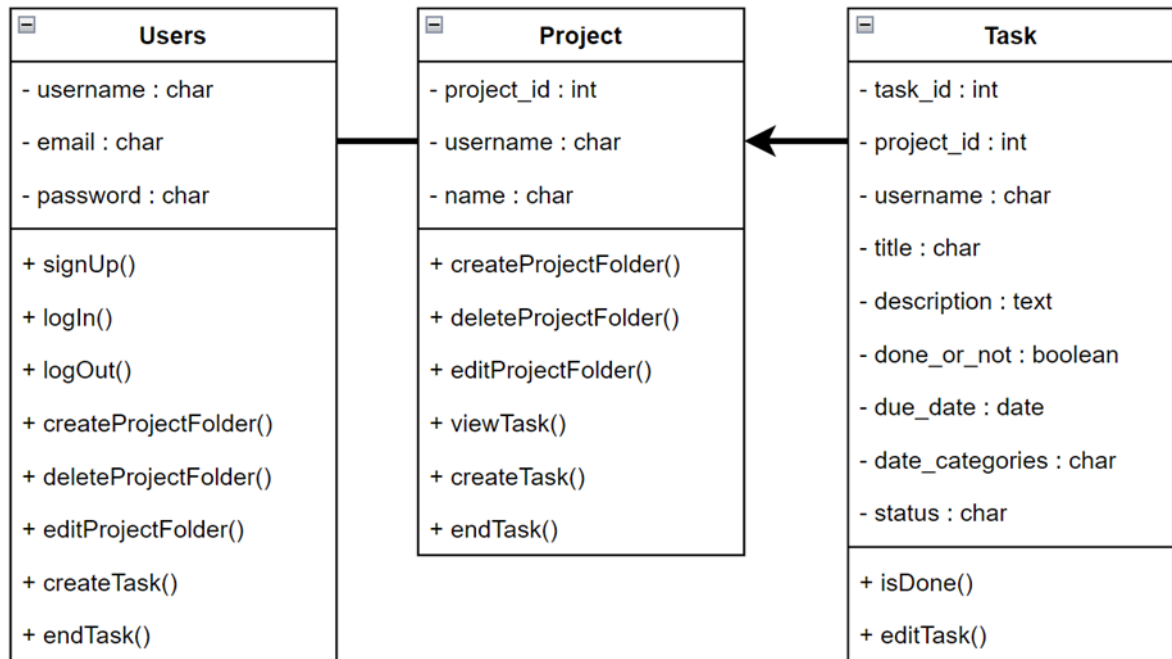 Users
- username : char
- email : char
- password : char
+ signUp()
+ logIn()
+ logOut()
+ createProjectFolder()
+ deleteProjectFolder()
+ editProjectFolder()
+ createTask()
+ endTask()
Project
- project_id : int
- username : char
- name : char
+ createProjectFolder()
+ deleteProjectFolder()
+ editProjectFolder()
+ viewTask()
+ createTask()
+ endTask()
Task
- task_id : int
- project_id : int
- username : char
- title : char
- description : text
- done_or_not : boolean
- due_date : date
- date_categories : char
- status : char
+ isDone()
+ editTask()